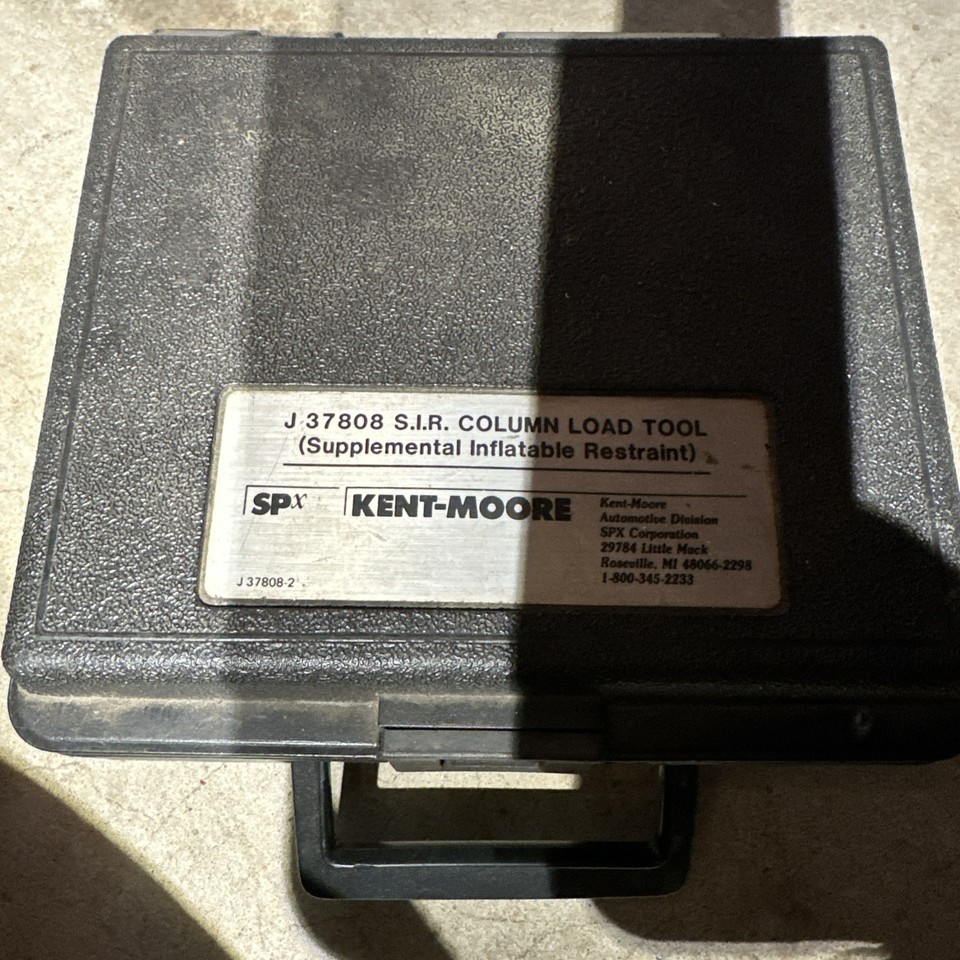 J 37808 S.I.R. COLUMN LOAD TOOL
(Supplemental Inflatable Restraint)
SPX
KENT-MOORE
Kent-Moore
Automotive Division
SPX Corporation
29784 Little Mack
Roseville, MI 48066-2298
1-800-345-2233
J 37808-2